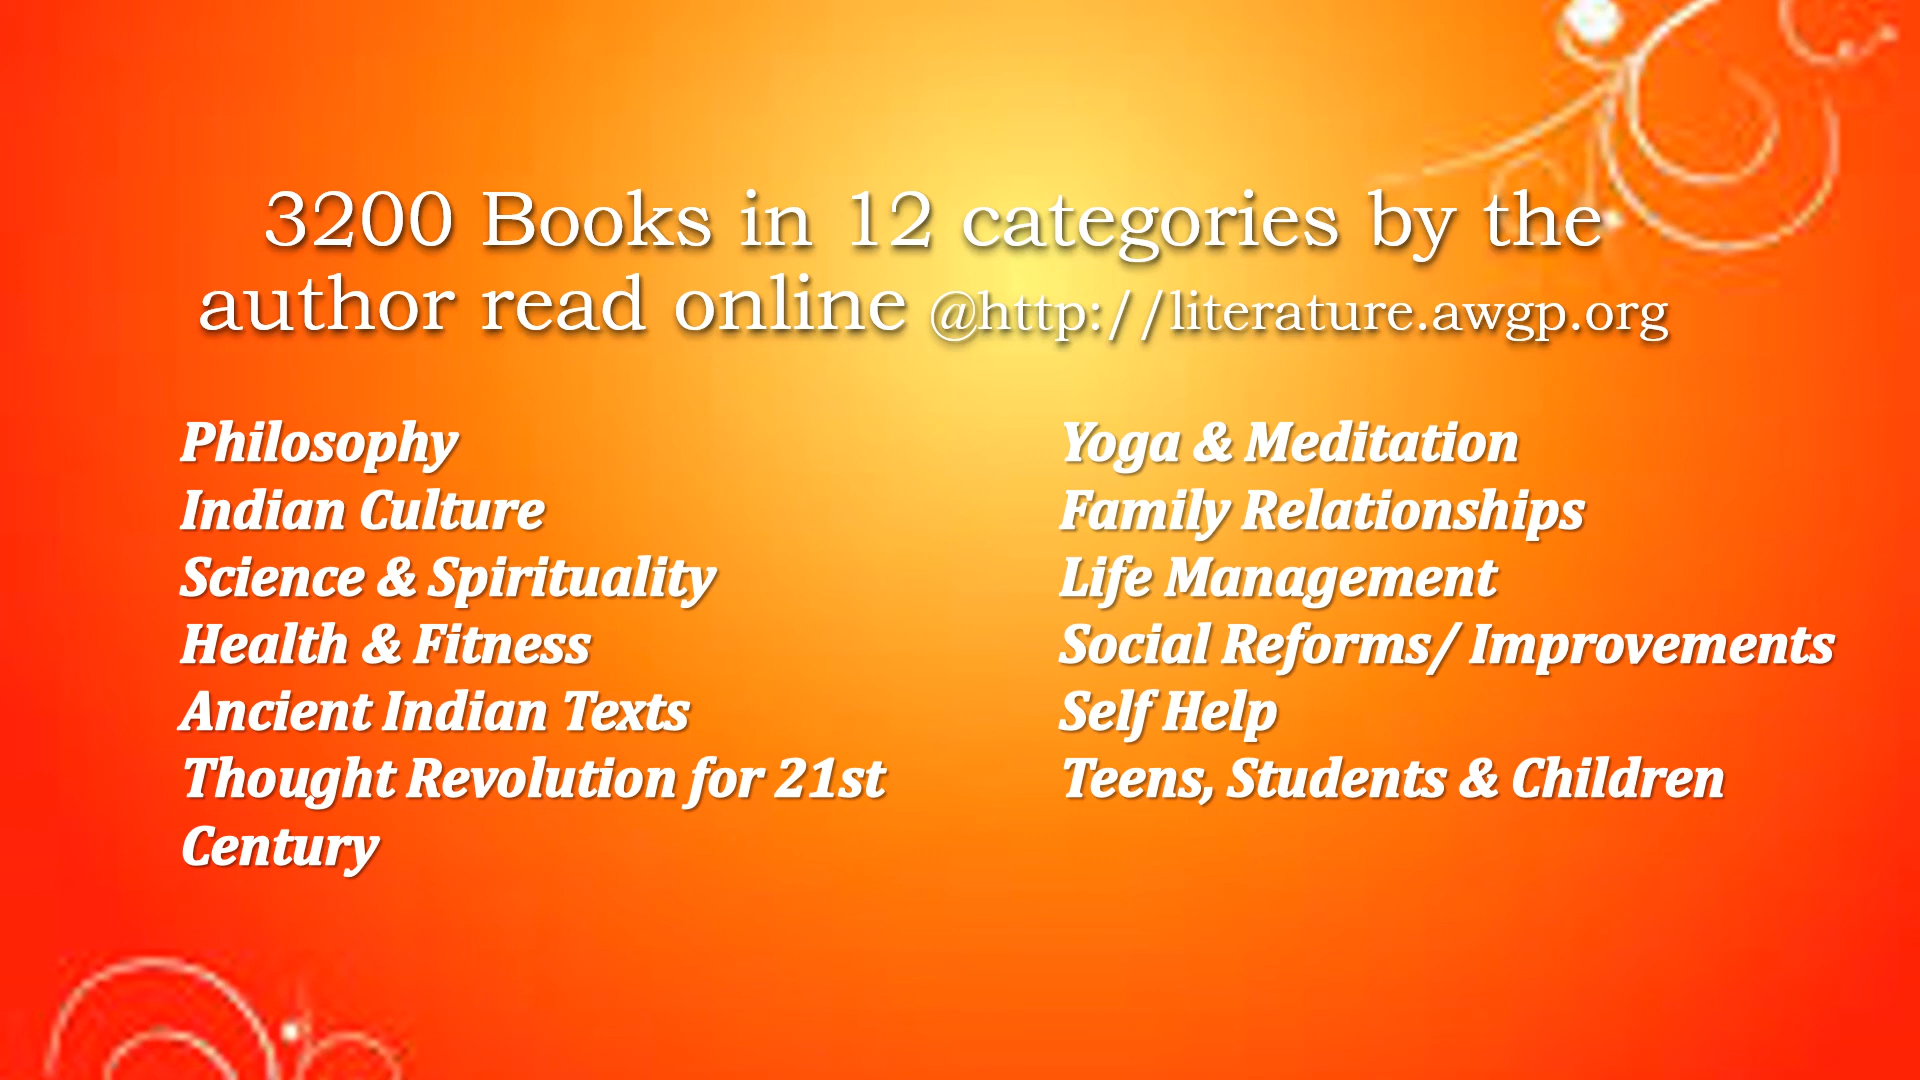 3200 Books in 12 categories by the
author read online @http://literature.awgp.org
Philosophy
Indian Culture
Science & Spirituality
Health & Fitness
Ancient Indian Texts
Thought Revolution for 21st
Century
Yoga & Meditation
Family Relationships
Life Management
Social Reforms/ Improvements
Self Help
Teens, Students & Children